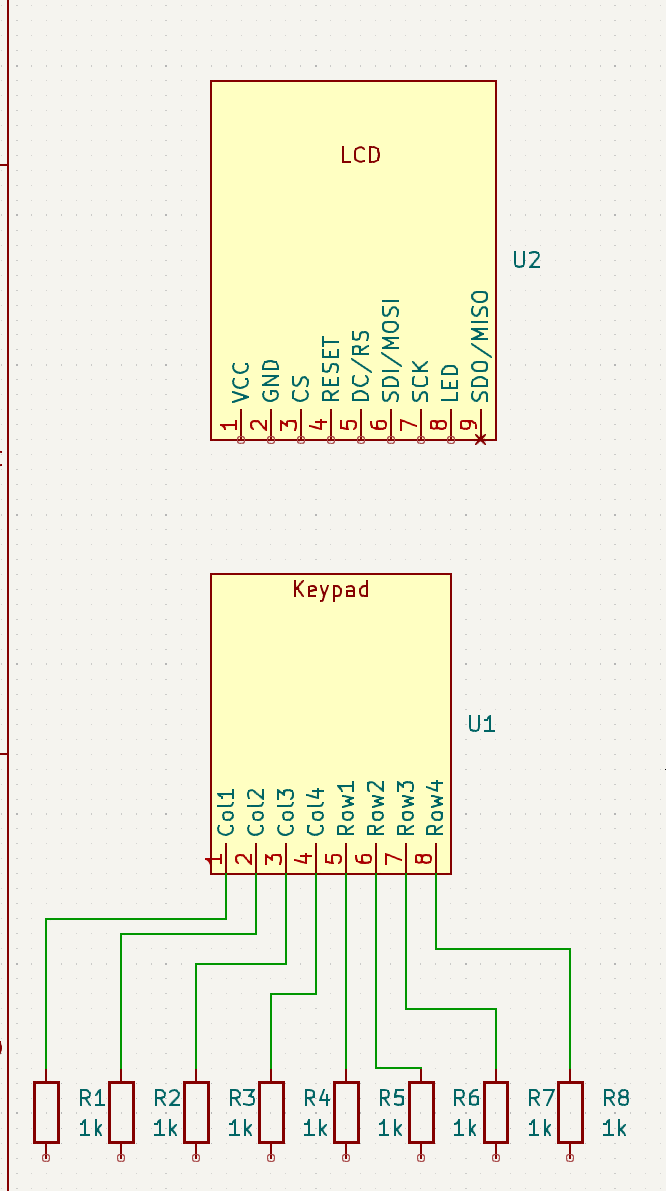 LCD
U2
VCC
GND
CS
RESET
DC/RS
SDI/MOSI
SCK
LED
SDO/MISO
1
2
3
4
5
6
7
8
9
Keypad
U1
Col1
Col2
Col3
Col4
Row1
Row2
Row3
Row4
1
2
3
4
5
6
7
8
R1 R2 R3 R4 R5 R6 R7 R8
1k 1k 1k 1k 1k 1k 1k 1k